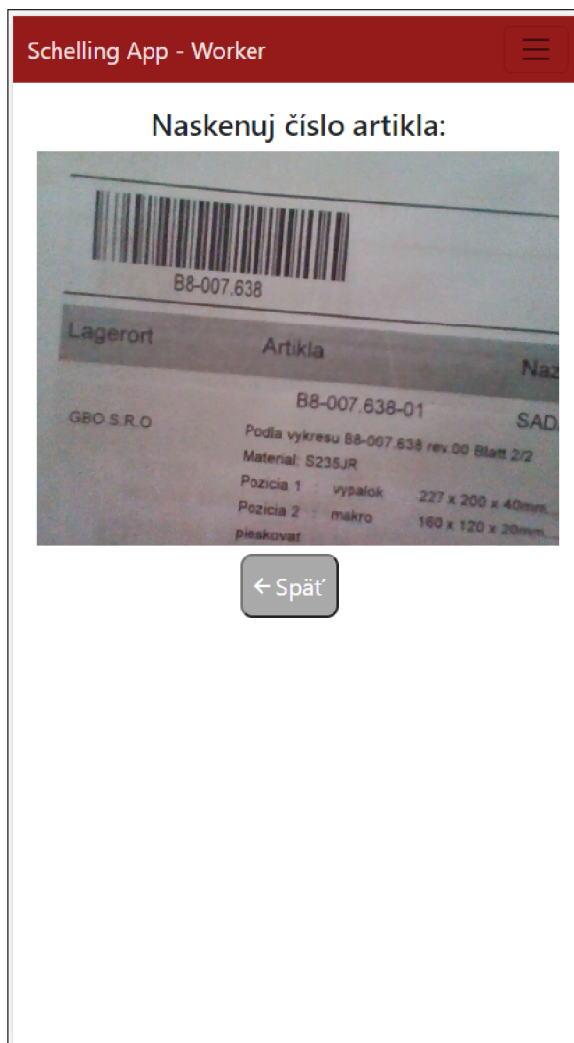 Schelling App - Worker
Naskenuj číslo artikla:
B8-007.638
Lagerort Artikla Naz
B8-007.638-01 SAD
GBO S.R.O
Podla vykresu B8-007.638 rev.00 Blatt 2/2
Material: S235JR
Pozicia 1 : vypalok 227 x 200 x 40mm
Pozicia 2 : makro 160 x 120 x 20mm
pieskovat
← Späť